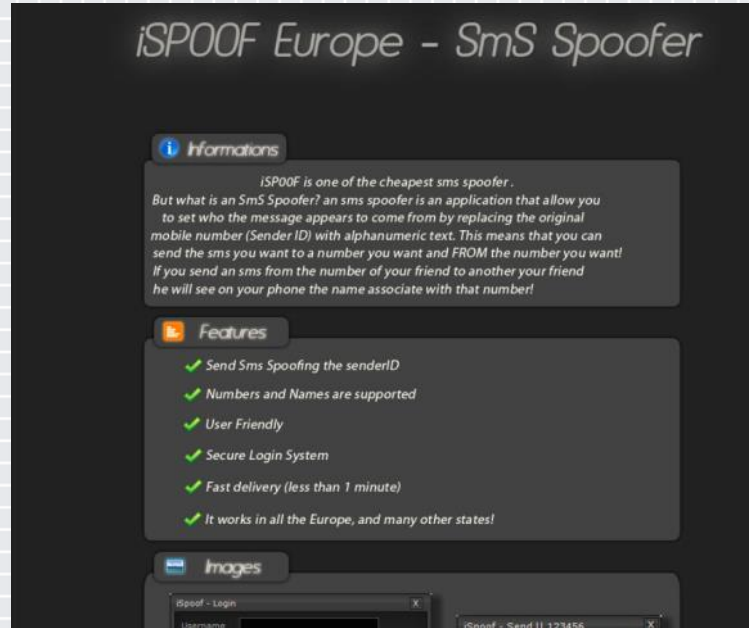 iSP00F Europe - SmS Spoofer
Informations
iSP00F is one of the cheapest sms spoofer .
But what is an SmS Spoofer? an sms spoofer is an application that allow you
to set who the message appears to come from by replacing the original
mobile number (Sender ID) with alphanumeric text. This means that you can
send the sms you want to a number you want and FROM the number you want!
If you send an sms from the number of your friend to another your friend
he will see on your phone the name associate with that number!
Features
Send Sms Spoofing the senderID
Numbers and Names are supported
User Friendly
Secure Login System
Fast delivery (less than 1 minute)
It works in all the Europe, and many other states!
Images
iSpoof - Login X
Username
iSpoof - Send || 123456 X